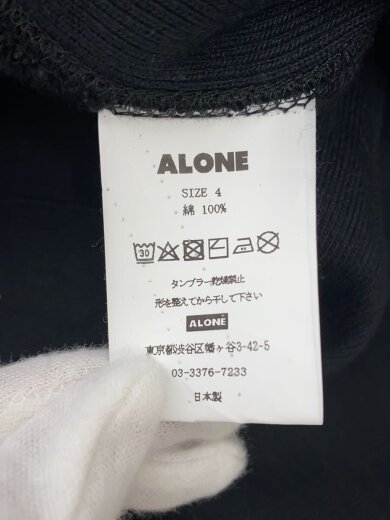 ALONE
SIZE 4
綿 100%
30
タンブラー乾燥禁止
形を整えてから干して下さい
ALONE
東京都渋谷区幡ヶ谷3-42-5
03-3376-7233
日本製